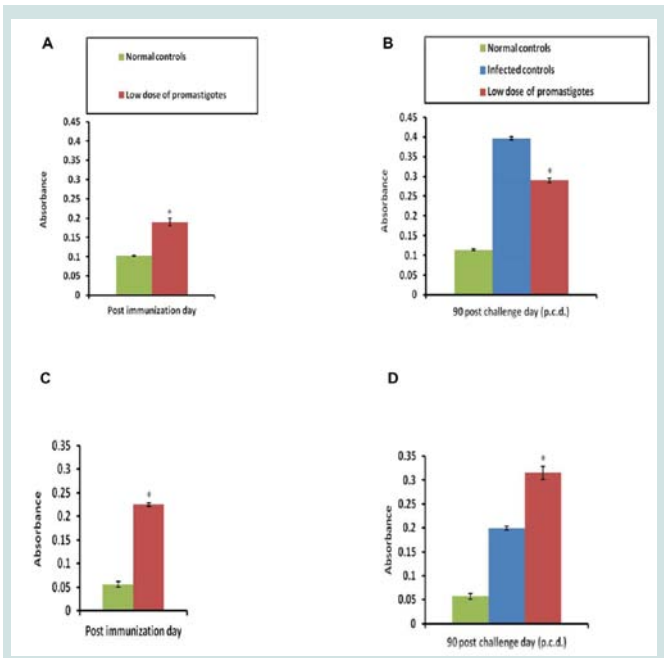 A
Normal controls
Low dose of promastigotes
0.45
0.4
0.35
0.3
0.25
0.2
0.15
0.1
0.05
0
Absorbance
*
Post immunization day
B
Normal controls
Infected controls
Low dose of promastigotes
0.45
0.4
0.35
0.3
0.25
0.2
0.15
0.1
0.05
0
Absorbance
*
90 post challenge day (p.c.d.)
C
0.35
0.3
0.25
0.2
0.15
0.1
0.05
0
Absorbance
*
Post immunization day
D
0.35
0.3
0.25
0.2
0.15
0.1
0.05
0
Absorbance
*
90 post challenge day (p.c.d.)